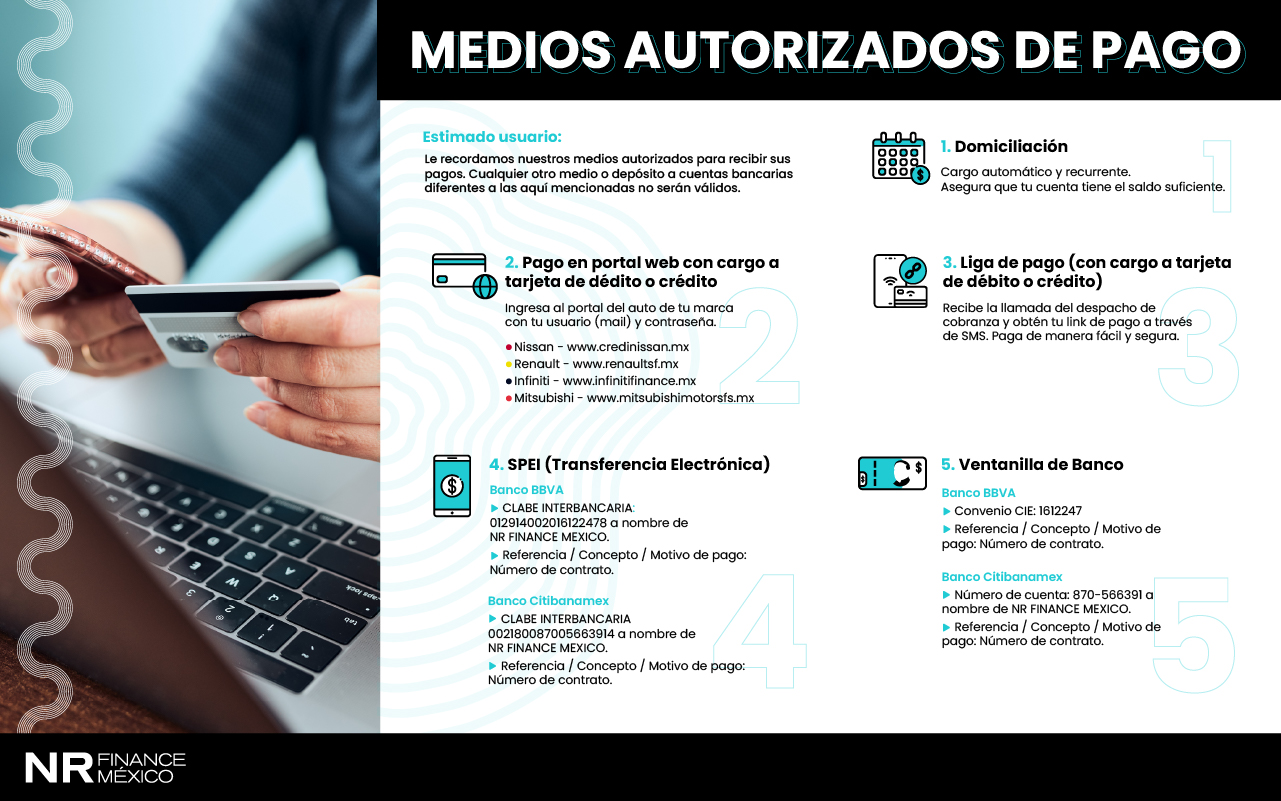 MEDIOS AUTORIZADOS DE PAGO
Estimado usuario:
Le recordamos nuestros medios autorizados para recibir sus
pagos. Cualquier otro medio o depósito a cuentas bancarias
diferentes a las aquí mencionadas no serán válidos.
1. Domiciliación
Cargo automático y recurrente.
Asegura que tu cuenta tiene el saldo suficiente.
1
2. Pago en portal web con cargo a
tarjeta de dédito o crédito
Ingresa al portal del auto de tu marca
con tu usuario (mail) y contraseña.
Nissan - www.credinissan.mx
Renault - www.renaultsf.mx
Infiniti - www.infinitifinance.mx
Mitsubishi - www.mitsubishimotorsfs.mx
2
3. Liga de pago (con cargo a tarjeta
de débito o crédito)
Recibe la llamada del despacho de
cobranza y obtén tu link de pago a través
de SMS. Paga de manera fácil y segura.
3
4. SPEI (Transferencia Electrónica)
Banco BBVA
CLABE INTERBANCARIA:
012914002016122478 a nombre de
NR FINANCE MEXICO.
Referencia / Concepto / Motivo de pago:
Número de contrato.
Banco Citibanamex
CLABE INTERBANCARIA
002180087005663914 a nombre de
NR FINANCE MEXICO.
Referencia / Concepto / Motivo de pago:
Número de contrato.
4
5. Ventanilla de Banco
Banco BBVA
Convenio CIE: 1612247
Referencia / Concepto / Motivo de
pago: Número de contrato.
Banco Citibanamex
Número de cuenta: 870-566391 a
nombre de NR FINANCE MEXICO.
Referencia / Concepto / Motivo de
pago: Número de contrato.
5
NR FINANCE
MÉXICO